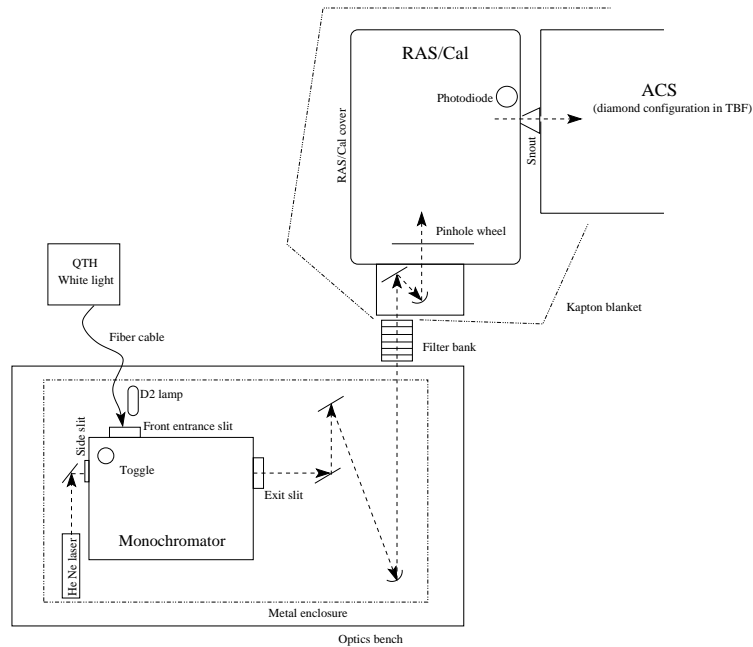 RAS/Cal
ACS
(diamond configuration in TBF)
Photodiode
RAS/Cal cover
Snout
Pinhole wheel
QTH
White light
Kapton blanket
Fiber cable
Filter bank
D2 lamp
Front entrance slit
Side slit
Toggle
Exit slit
Monochromator
He Ne laser
Metal enclosure
Optics bench